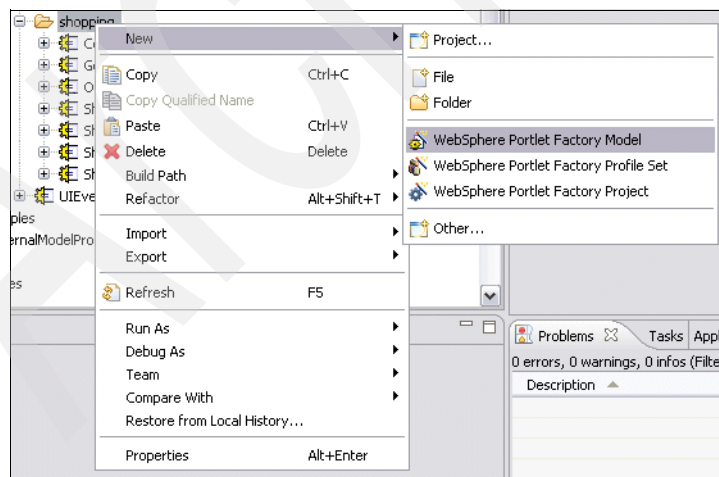 shopping
New
Copy Ctrl+C
Copy Qualified Name
Paste Ctrl+V
Delete Delete
Build Path
Refactor Alt+Shift+T
Import
Export
Refresh F5
Run As
Debug As
Team
Compare With
Restore from Local History...
Properties Alt+Enter
Project...
File
Folder
WebSphere Portlet Factory Model
WebSphere Portlet Factory Profile Set
WebSphere Portlet Factory Project
Other...
UIEve
ples
ernalModelPro
es
Problems Tasks Appl
0 errors, 0 warnings, 0 infos (Filte
Description